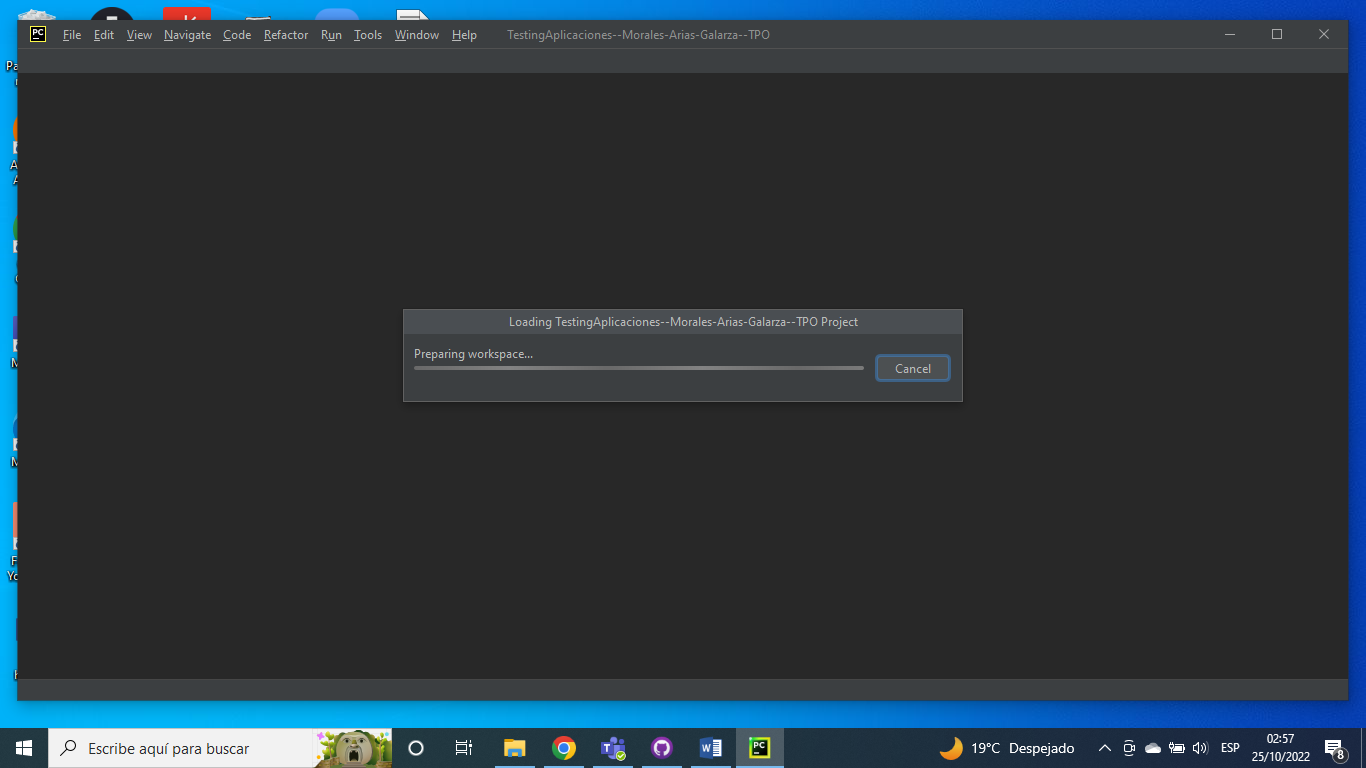 PC File Edit View Navigate Code Refactor Run Tools Window Help TestingAplicaciones--Morales-Arias-Galarza--TPO
Loading TestingAplicaciones--Morales-Arias-Galarza--TPO Project
Preparing workspace...
Cancel
Escribe aquí para buscar
PC
19°C Despejado
ESP
02:57
25/10/2022
8